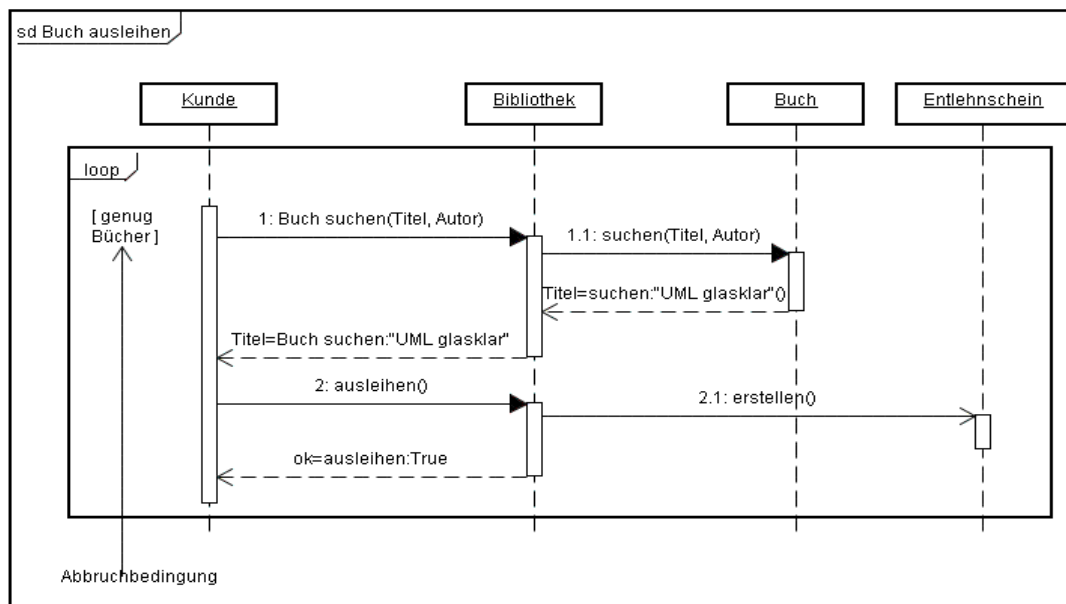 sd Buch ausleihen
Kunde
Bibliothek
Buch
Entlehnschein
loop
[ genug
Bücher ]
1: Buch suchen(Titel, Autor)
1.1: suchen(Titel, Autor)
Titel=suchen:"UML glasklar"()
Titel=Buch suchen:"UML glasklar"
2: ausleihen()
2.1: erstellen()
ok=ausleihen:True
Abbruchbedingung